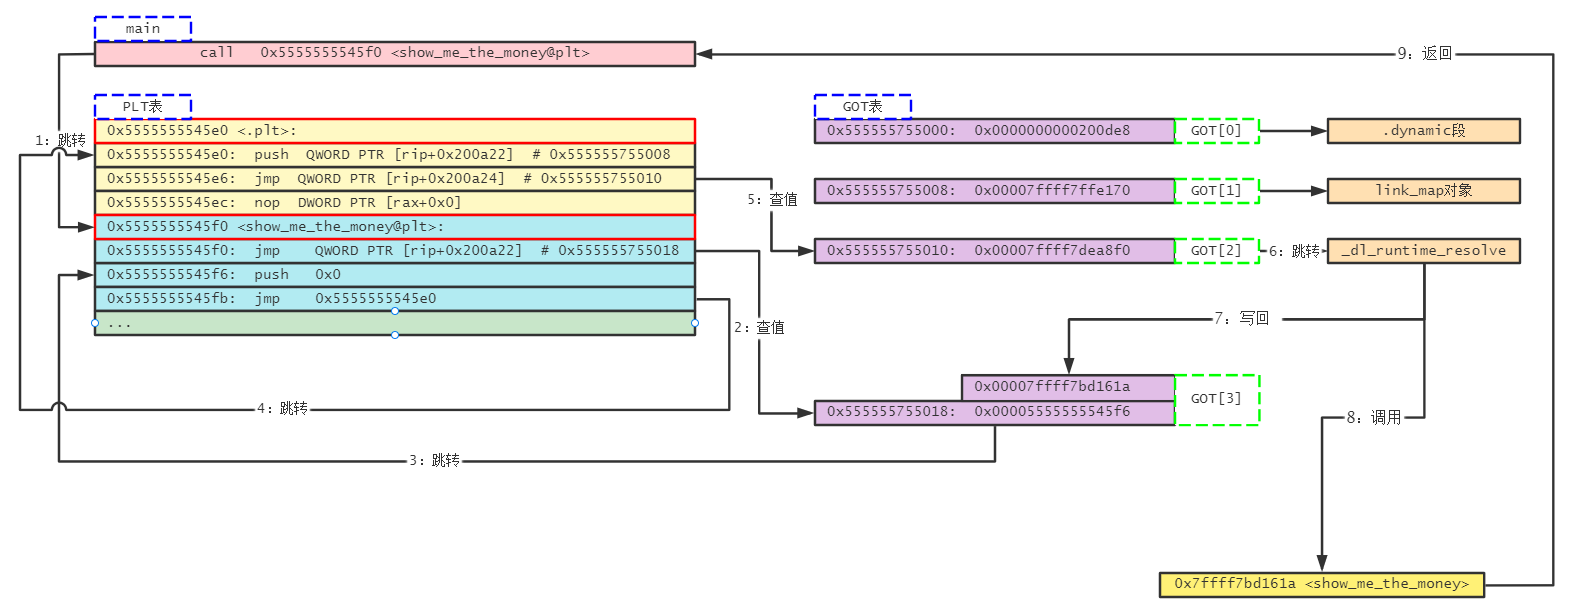 main
call   0x5555555545f0 <show_me_the_money@plt>
9：返回
PLT表
GOT表
0x5555555545e0 <.plt>:
0x555555755000:  0x0000000000200de8
GOT[0]
.dynamic段
1：跳转
0x5555555545e0:  push  QWORD PTR [rip+0x200a22]  # 0x555555755008
0x5555555545e6:  jmp  QWORD PTR [rip+0x200a24]  # 0x555555755010
5：查值
0x555555755008:  0x00007ffff7ffe170
GOT[1]
link_map对象
0x5555555545ec:  nop  DWORD PTR [rax+0x0]
0x5555555545f0 <show_me_the_money@plt>:
0x5555555545f0:  jmp    QWORD PTR [rip+0x200a22]  # 0x555555755018
0x555555755010:  0x00007ffff7dea8f0
GOT[2]
6：跳转
_dl_runtime_resolve
0x5555555545f6:  push   0x0
0x5555555545fb:  jmp    0x5555555545e0
...
2：查值
7：写回
0x00007ffff7bd161a
GOT[3]
4：跳转
0x555555755018:  0x00005555555545f6
8：调用
3：跳转
0x7ffff7bd161a <show_me_the_money>